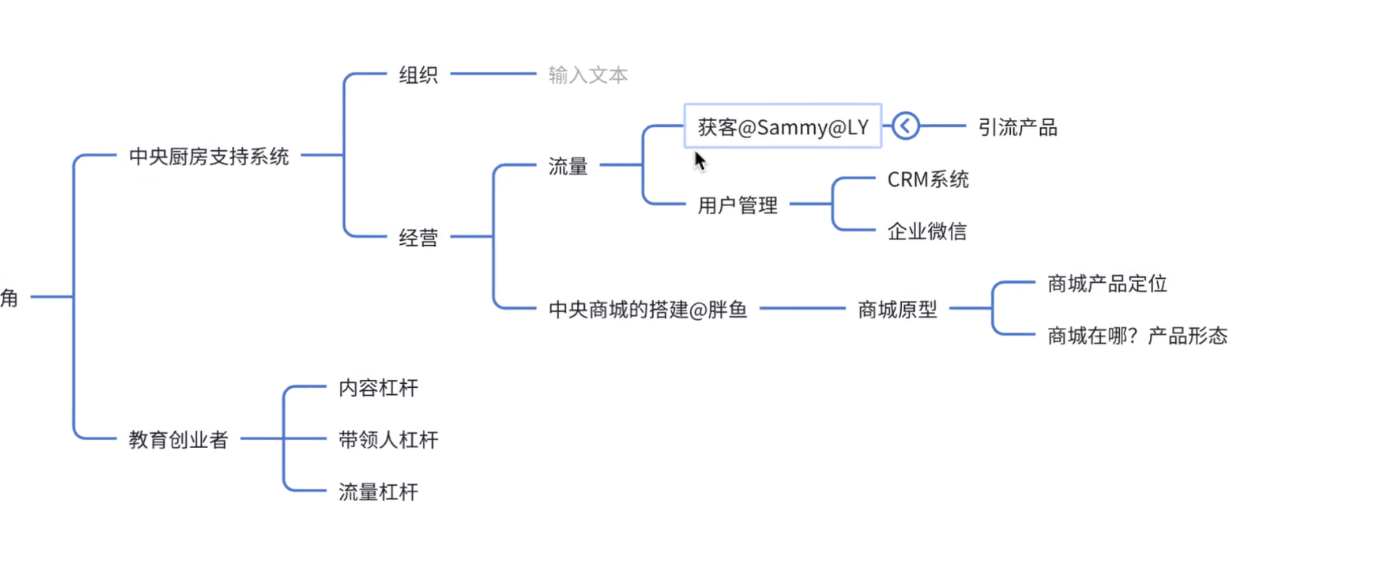 角
中央厨房支持系统
组织
输入文本
经营
流量
获客@Sammy@LY
引流产品
用户管理
CRM系统
企业微信
中央商城的搭建@胖鱼
商城原型
商城产品定位
商城在哪？产品形态
教育创业者
内容杠杆
带领人杠杆
流量杠杆